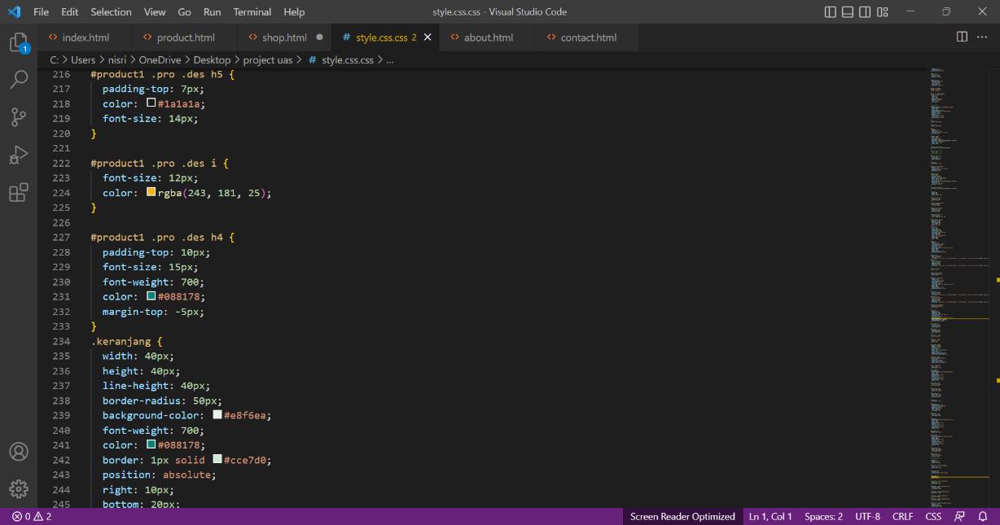 File Edit Selection View Go Run Terminal Help style.css.css - Visual Studio Code
index.html product.html shop.html # style.css.css 2 about.html contact.html
C: > Users > nisri > OneDrive > Desktop > project uas > # style.css.css > ...
1
216 #product1 .pro .des h5 {
217 padding-top: 7px;
218 color: #1a1a1a;
219 font-size: 14px;
220 }
221
222 #product1 .pro .des i {
223 font-size: 12px;
224 color: rgba(243, 181, 25);
225 }
226
227 #product1 .pro .des h4 {
228 padding-top: 10px;
229 font-size: 15px;
230 font-weight: 700;
231 color: #088178;
232 margin-top: -5px;
233 }
234 .keranjang {
235 width: 40px;
236 height: 40px;
237 line-height: 40px;
238 border-radius: 50px;
239 background-color: #e8f6ea;
240 font-weight: 700;
241 color: #088178;
242 border: 1px solid #cce7d0;
243 position: absolute;
244 right: 10px;
245 bottom: 20px;
0 2 Screen Reader Optimized Ln 1, Col 1 Spaces: 2 UTF-8 CRLF CSS